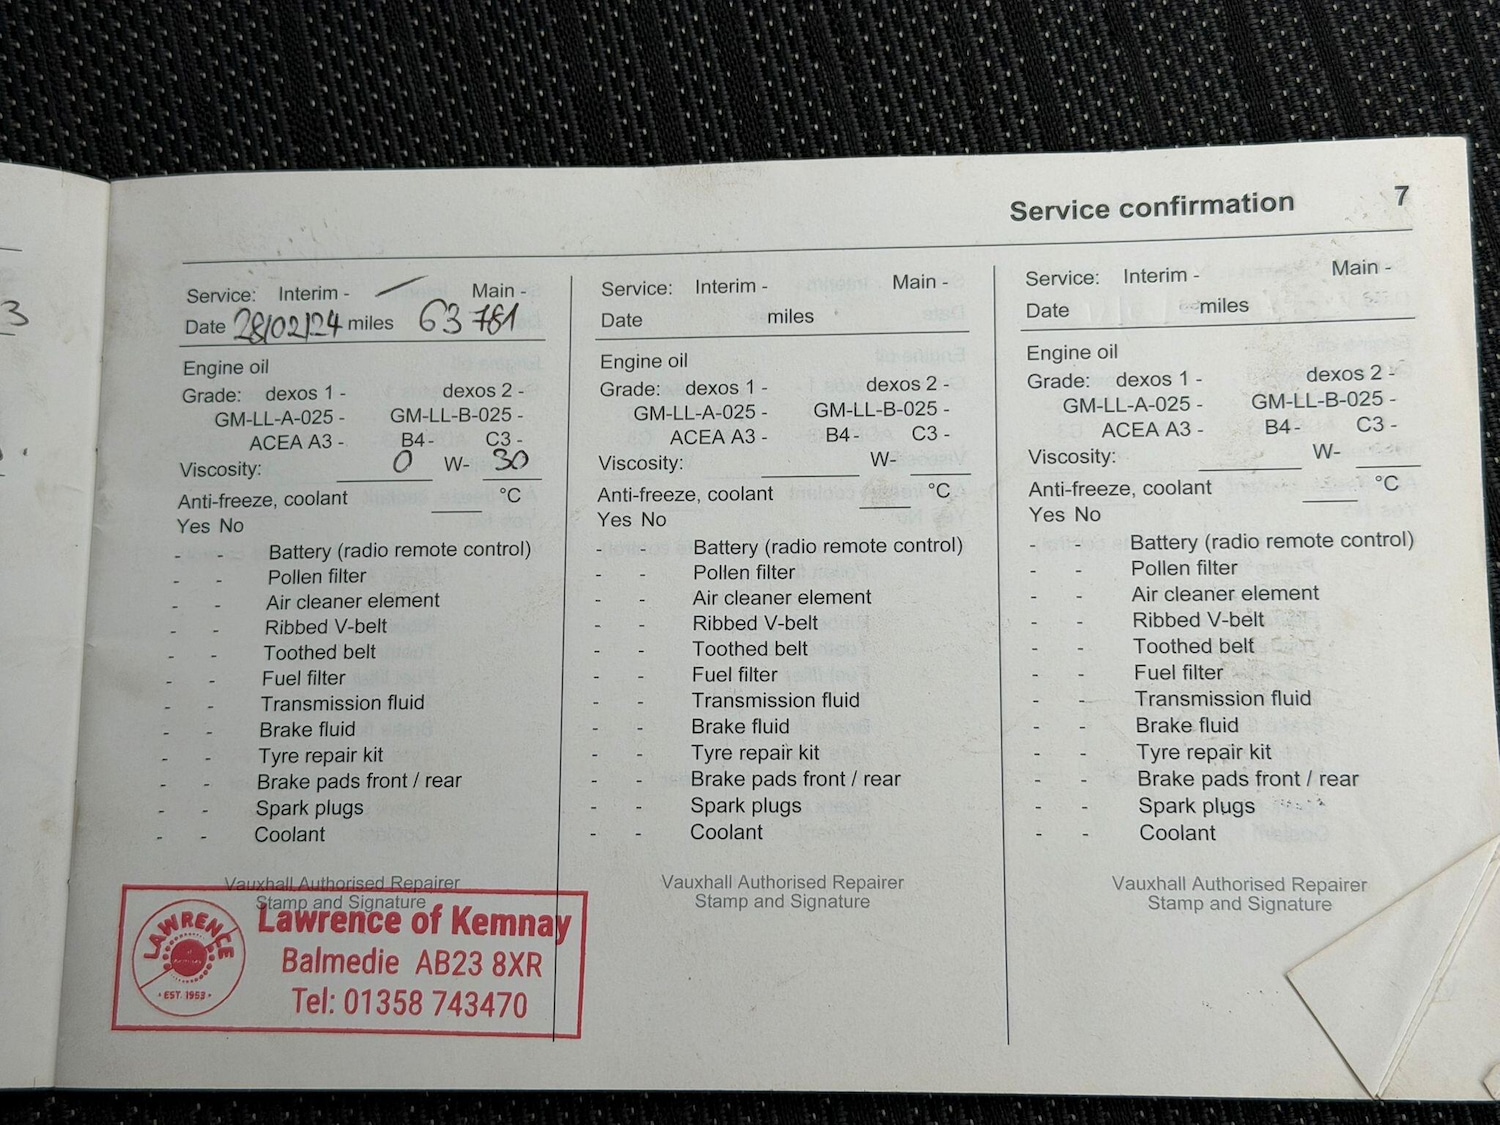 Service confirmation 7
3
Service: Interim - Main -
Date 28/02/24 miles 63 781
Engine oil
Grade: dexos 1 - dexos 2 -
GM-LL-A-025 - GM-LL-B-025 -
ACEA A3 - B4- C3 -
Viscosity: 0 W- 30
Anti-freeze, coolant °C
Yes No
- - Battery (radio remote control)
- - Pollen filter
- - Air cleaner element
- - Ribbed V-belt
- - Toothed belt
- - Fuel filter
- - Transmission fluid
- - Brake fluid
- - Tyre repair kit
- - Brake pads front / rear
- - Spark plugs
- - Coolant
Vauxhall Authorised Repairer
Stamp and Signature
LAWRENCE
EST. 1953
Lawrence of Kemnay
Balmedie AB23 8XR
Tel: 01358 743470
Service: Interim - Main -
Date miles
Engine oil
Grade: dexos 1 - dexos 2 -
GM-LL-A-025 - GM-LL-B-025 -
ACEA A3 - B4- C3 -
Viscosity: W-
Anti-freeze, coolant °C
Yes No
- - Battery (radio remote control)
- - Pollen filter
- - Air cleaner element
- - Ribbed V-belt
- - Toothed belt
- - Fuel filter
- - Transmission fluid
- - Brake fluid
- - Tyre repair kit
- - Brake pads front / rear
- - Spark plugs
- - Coolant
Vauxhall Authorised Repairer
Stamp and Signature
Service: Interim - Main -
Date miles
Engine oil
Grade: dexos 1 - dexos 2 -
GM-LL-A-025 - GM-LL-B-025 -
ACEA A3 - B4- C3 -
Viscosity: W-
Anti-freeze, coolant °C
Yes No
- - Battery (radio remote control)
- - Pollen filter
- - Air cleaner element
- - Ribbed V-belt
- - Toothed belt
- - Fuel filter
- - Transmission fluid
- - Brake fluid
- - Tyre repair kit
- - Brake pads front / rear
- - Spark plugs
- - Coolant
Vauxhall Authorised Repairer
Stamp and Signature